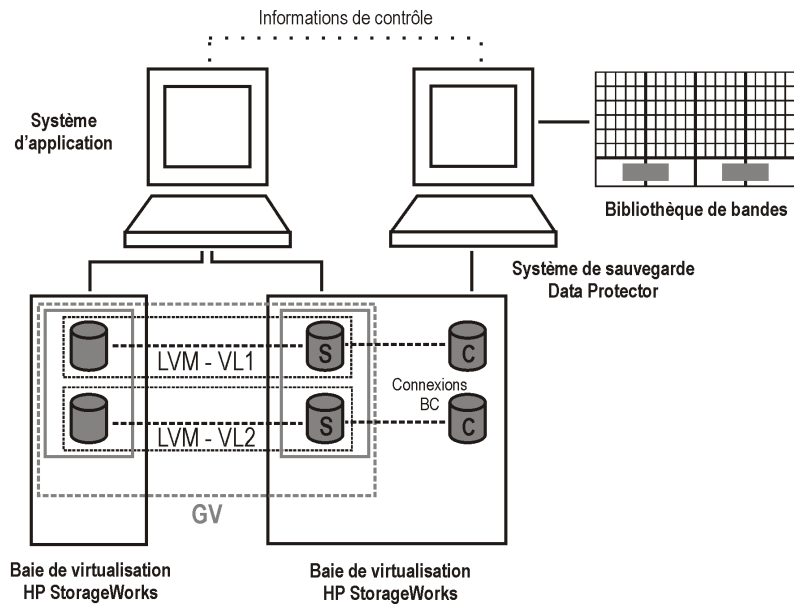 Informations de contrôle
Système
d'application
Bibliothèque de bandes
Système de sauvegarde
Data Protector
S
C
LVM - VL1
Connexions
BC
S
C
LVM - VL2
GV
Baie de virtualisation
HP StorageWorks
Baie de virtualisation
HP StorageWorks